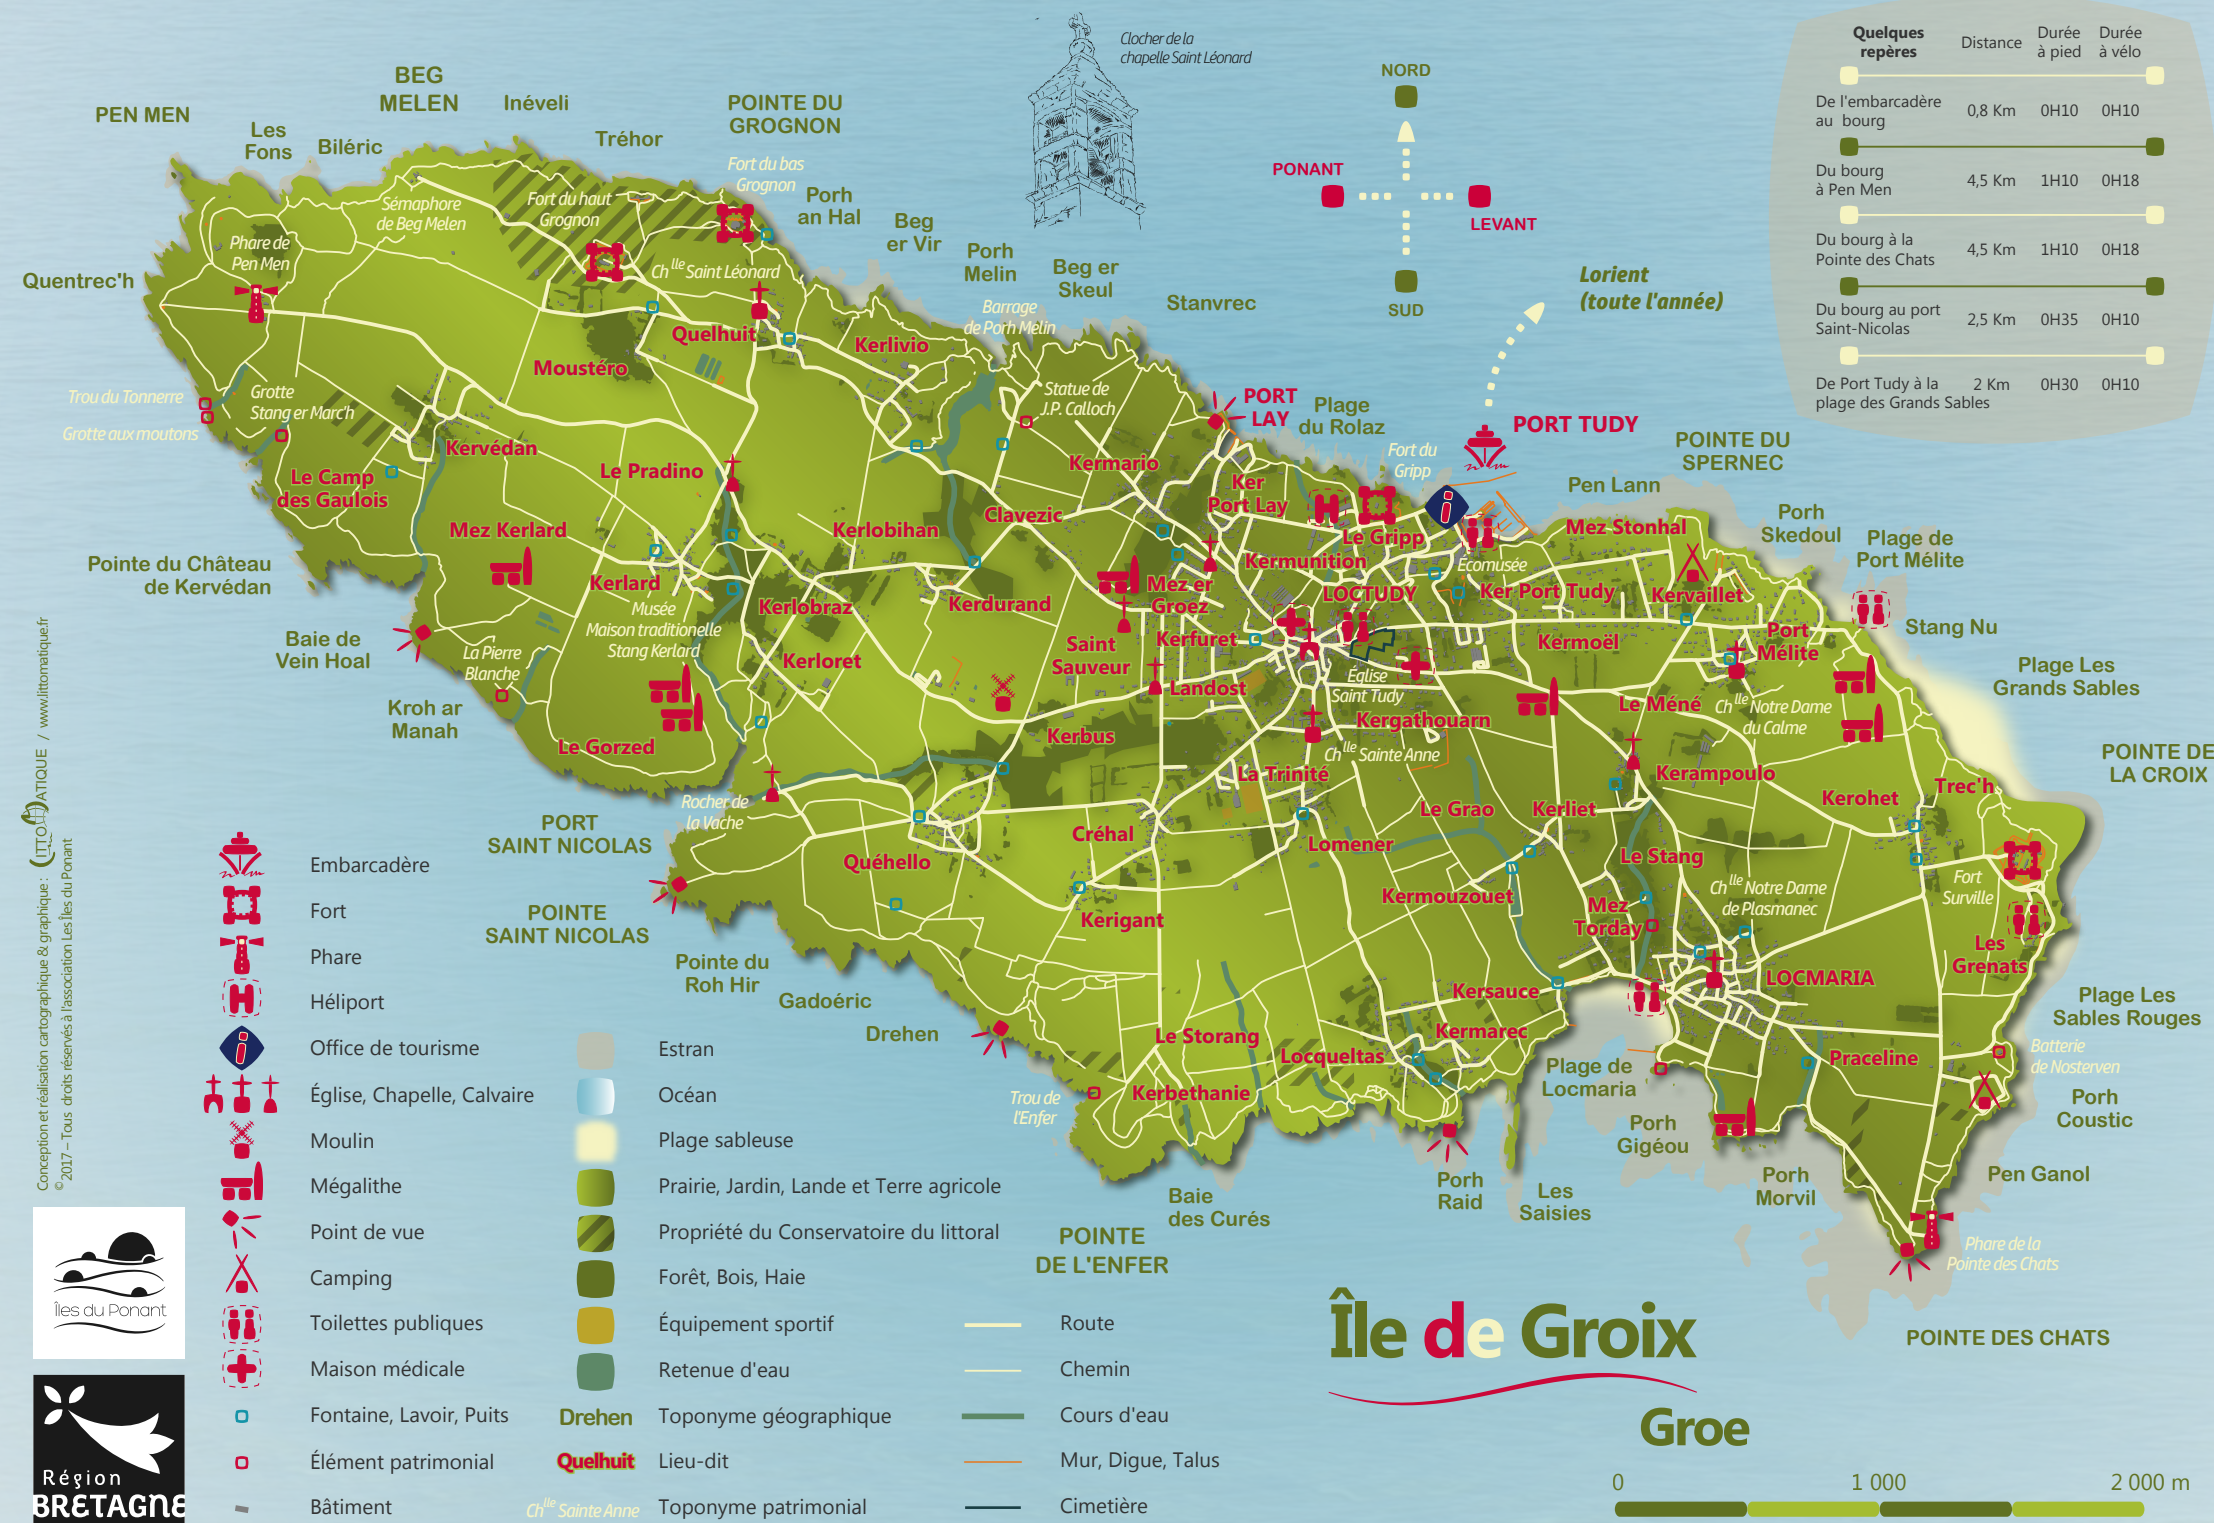 Clocher de la
chapelle Saint Léonard
NORD
PONANT
LEVANT
SUD
Lorient
(toute l'année)
Quelques
repères
Distance
Durée
à pied
Durée
à vélo
De l'embarcadère
au bourg
0,8 Km
0H10
0H10
Du bourg
à Pen Men
4,5 Km
1H10
0H18
Du bourg à la
Pointe des Chats
4,5 Km
1H10
0H18
Du bourg au port
Saint-Nicolas
2,5 Km
0H35
0H10
De Port Tudy à la
plage des Grands Sables
2 Km
0H30
0H10
PEN MEN
Les
Fons
Biléric
BEG
MELEN
Inéveli
Tréhor
POINTE DU
GROGNON
Fort du bas
Grognon
Porh
an Hal
Beg
er Vir
Porh
Melin
Beg er
Skeul
Stanvrec
Barrage
de Porh Melin
Sémaphore
de Beg Melen
Fort du haut
Grognon
Phare de
Pen Men
Quentrec'h
Chlle Saint Léonard
Quelhuit
Kerlivio
Moustéro
Trou du Tonnerre
Grotte aux moutons
Grotte
Stang er Marc'h
Kervédan
Le Camp
des Gaulois
Le Pradino
Statue de
J.P. Calloch
PORT
LAY
Plage
du Rolaz
Fort du
Gripp
PORT TUDY
POINTE DU
SPERNEC
Pen Lann
Porh
Skedoul
Plage de
Port Mélite
Stang Nu
Plage Les
Grands Sables
POINTE DE
LA CROIX
Kermario
Ker
Port Lay
Clavezic
Kerlobihan
Mez Kerlard
Kerlard
Musée
Maison traditionelle
Stang Kerlard
Kerlobraz
Kerdurand
Kerloret
Le Gripp
Kermunition
Ecomusée
Mez Stonhal
LOCTUDY
Ker Port Tudy
Kervaillet
Mez er
Groez
Kerfuret
Saint
Sauveur
Landost
Église
Saint Tudy
Kermoël
Port
Mélite
Pointe du Château
de Kervédan
Baie de
Vein Hoal
La Pierre
Blanche
Kroh ar
Manah
Le Gorzed
Kerbus
Kergathouarn
Chlle Sainte Anne
Le Méné
Chlle Notre Dame
du Calme
La Trinité
Kerampoulo
Kerohet
Trec'h
Rocher de
la Vache
PORT
SAINT NICOLAS
POINTE
SAINT NICOLAS
Quéhello
Créhal
Kerigant
Lomener
Le Grao
Kerliet
Le Stang
Kermouzouet
Mez
Torday
Chlle Notre Dame
de Plasmanec
Fort
Surville
Les
Grenats
LOCMARIA
Plage Les
Sables Rouges
Batterie
de Nosterven
Porh
Coustic
Pointe du
Roh Hir
Gadoéric
Drehen
Trou de
l'Enfer
Kersauce
Kermarec
Le Storang
Locqueltas
Kerbethanie
Praceline
Plage de
Locmaria
Porh
Gigéou
Porh
Morvil
Pen Ganol
Porh
Raid
Les
Saisies
Baie
des Curés
POINTE
DE L'ENFER
Phare de la
Pointe des Chats
POINTE DES CHATS
Embarcadère
Fort
Phare
Héliport
Office de tourisme
Église, Chapelle, Calvaire
Moulin
Mégalithe
Point de vue
Camping
Toilettes publiques
Maison médicale
Fontaine, Lavoir, Puits
Élément patrimonial
Bâtiment
Estran
Océan
Plage sableuse
Prairie, Jardin, Lande et Terre agricole
Propriété du Conservatoire du littoral
Forêt, Bois, Haie
Équipement sportif
Retenue d'eau
Drehen
Toponyme géographique
Quelhuit
Lieu-dit
Chlle Sainte Anne
Toponyme patrimonial
Route
Chemin
Cours d'eau
Mur, Digue, Talus
Cimetière
Île de Groix
Groe
0
1 000
2 000 m
Conception et réalisation cartographique & graphique : LITTOMATIQUE / www.littomatique.fr
© 2017 – Tous droits réservés à l'association Les Îles du Ponant
Îles du Ponant
Région
BRETAGNE